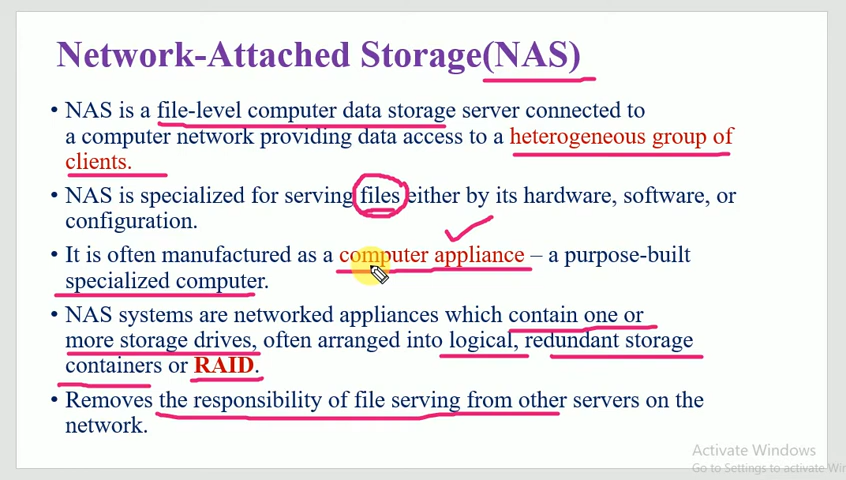 Network-Attached Storage(NAS)
• NAS is a file-level computer data storage server connected to
a computer network providing data access to a heterogeneous group of
clients.
• NAS is specialized for serving files either by its hardware, software, or
configuration.
• It is often manufactured as a computer appliance – a purpose-built
specialized computer.
• NAS systems are networked appliances which contain one or
more storage drives, often arranged into logical, redundant storage
containers or RAID.
• Removes the responsibility of file serving from other servers on the
network.
Activate Windows
Go to Settings to activate Win